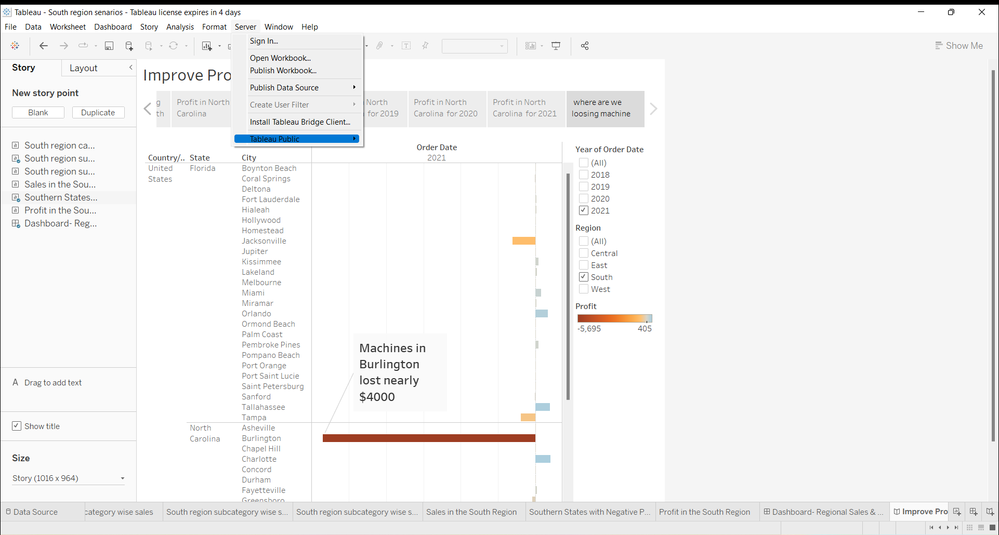 Tableau - South region senarios - Tableau license expires in 4 days
File Data Worksheet Dashboard Story Analysis Format Server Window Help
Show Me
Sign In...
Open Workbook...
Publish Workbook...
Publish Data Source
Create User Filter
Install Tableau Bridge Client...
Tableau Public
Story Layout
New story point
Blank Duplicate
South region ca...
South region su...
South region su...
Sales in the Sou...
Southern States...
Profit in the Sou...
Dashboard- Reg...
A Drag to add text
Show title
Size
Story (1016 x 964)
Improve Pro
g
th
Profit in North
Carolina
North
for 2019
Profit in North
Carolina for 2020
Profit in North
Carolina for 2021
where are we
loosing machine
Order Date
2021
Country/.. State City
United
States
Florida
Boynton Beach
Coral Springs
Deltona
Fort Lauderdale
Hialeah
Hollywood
Homestead
Jacksonville
Jupiter
Kissimmee
Lakeland
Melbourne
Miami
Miramar
Orlando
Ormond Beach
Palm Coast
Pembroke Pines
Pompano Beach
Port Orange
Port Saint Lucie
Saint Petersburg
Sanford
Tallahassee
Tampa
North
Carolina
Asheville
Burlington
Chapel Hill
Charlotte
Concord
Durham
Fayetteville
Greensboro
Machines in
Burlington
lost nearly
$4000
Year of Order Date
(All)
2018
2019
2020
2021
Region
(All)
Central
East
South
West
Profit
-5,695 405
Data Source
category wise sales
South region subcategory wise s...
South region subcategory wise s...
Sales in the South Region
Southern States with Negative P...
Profit in the South Region
Dashboard- Regional Sales & ...
Improve Pro